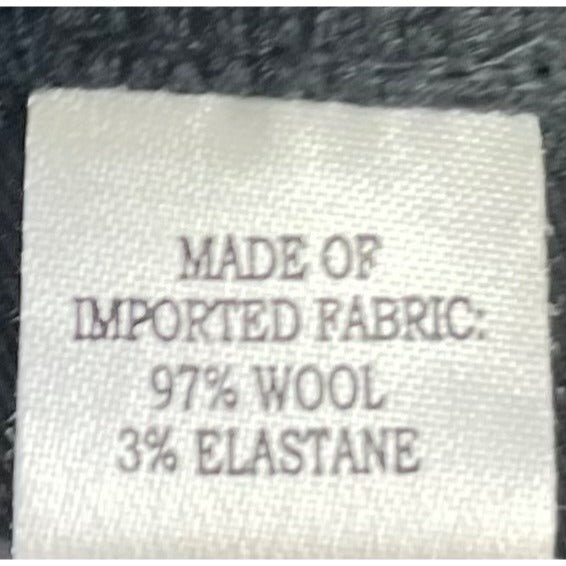 MADE OF
IMPORTED FABRIC:
97% WOOL
3% ELASTANE